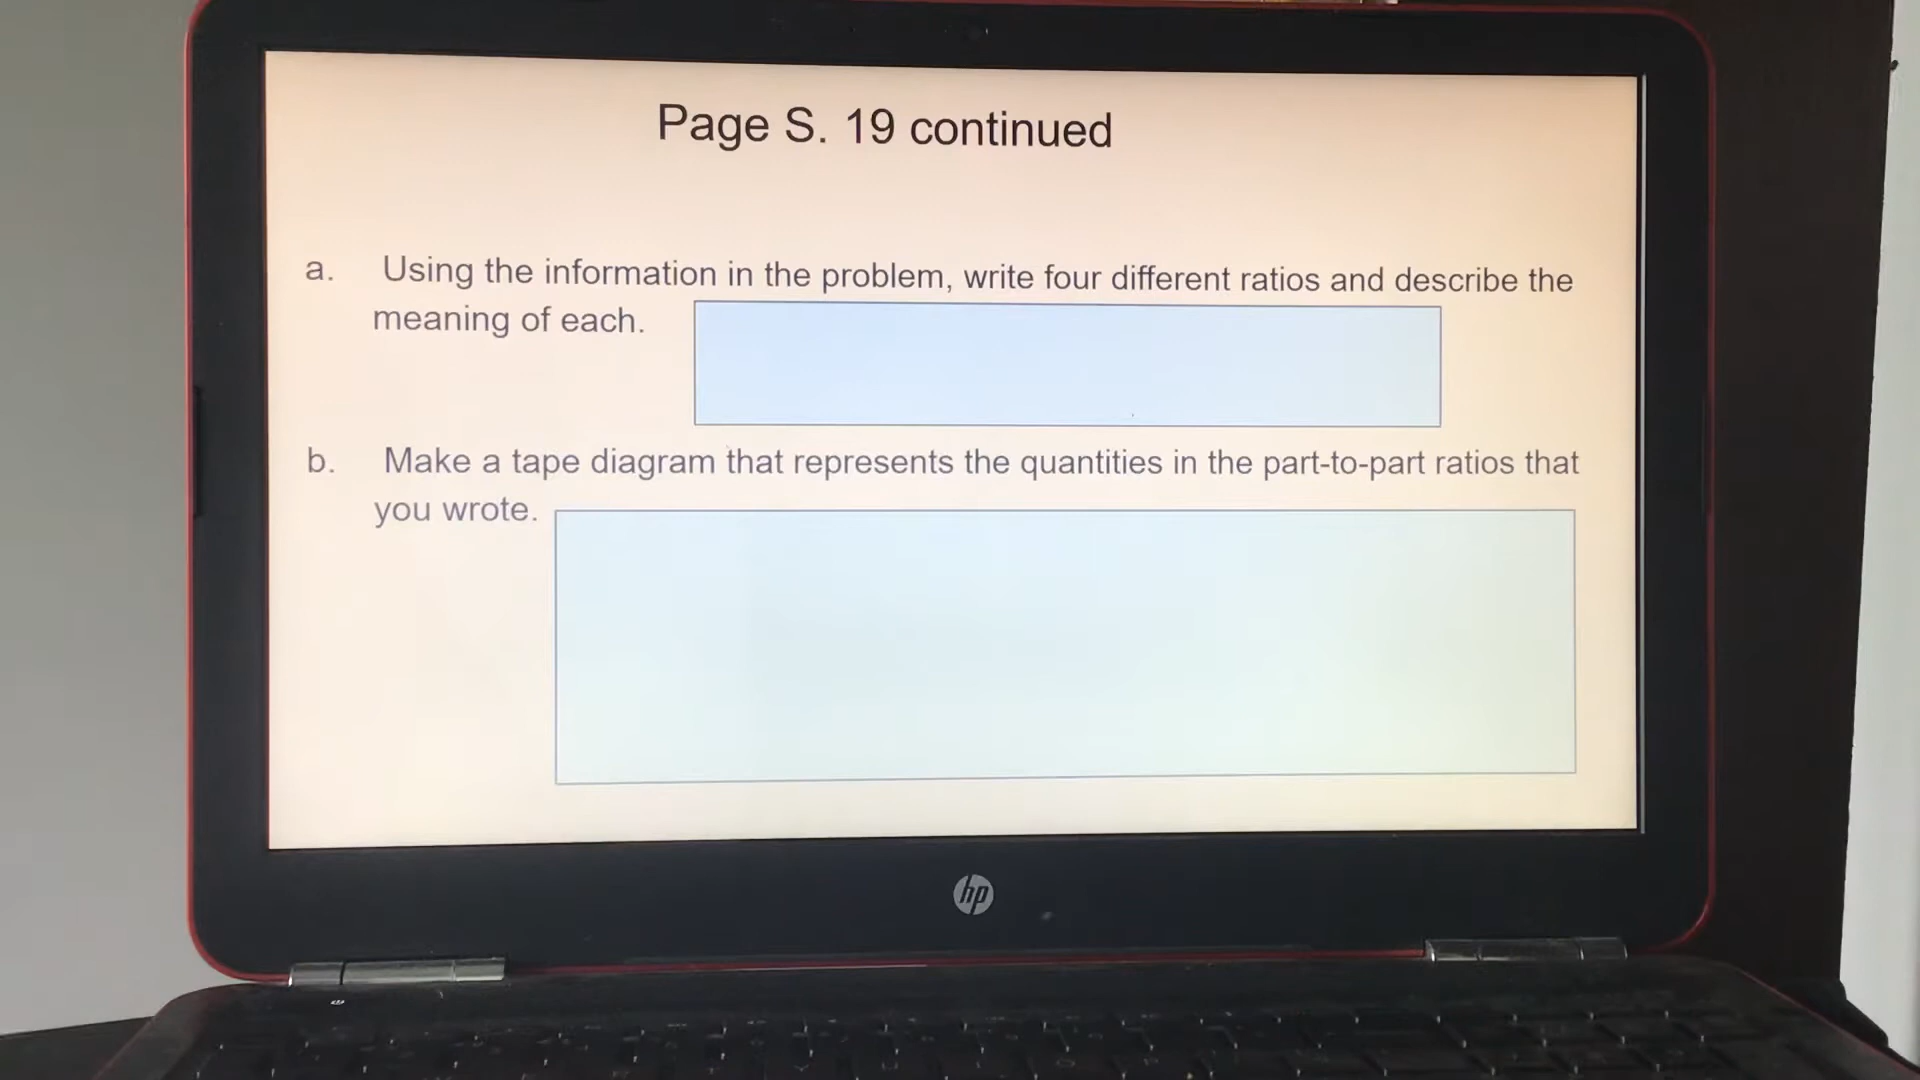 Page S. 19 continued
a. Using the information in the problem, write four different ratios and describe the
meaning of each.
b. Make a tape diagram that represents the quantities in the part-to-part ratios that
you wrote.
hp